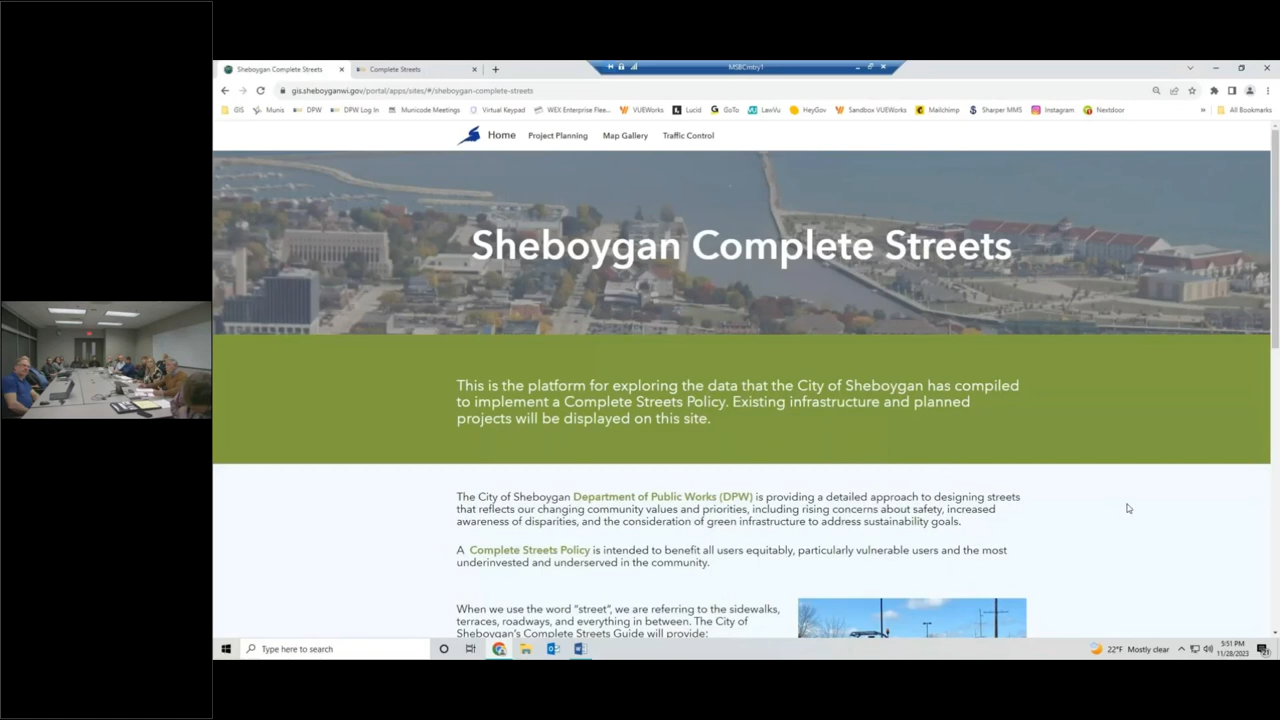 Sheboygan Complete Streets
Complete Streets
MSBCmtry1
gis.sheboyganwi.gov/portal/apps/sites/#/sheboygan-complete-streets
GIS Munis DPW DPW Log In Municode Meetings Virtual Keypad WEX Enterprise Flee... VUEWorks Lucid GoTo LawVu HeyGov Sandbox VUEWorks Mailchimp Sharper MMS Instagram Nextdoor » All Bookmarks
Home Project Planning Map Gallery Traffic Control
Sheboygan Complete Streets
This is the platform for exploring the data that the City of Sheboygan has compiled
to implement a Complete Streets Policy. Existing infrastructure and planned
projects will be displayed on this site.
The City of Sheboygan Department of Public Works (DPW) is providing a detailed approach to designing streets
that reflects our changing community values and priorities, including rising concerns about safety, increased
awareness of disparities, and the consideration of green infrastructure to address sustainability goals.
A Complete Streets Policy is intended to benefit all users equitably, particularly vulnerable users and the most
underinvested and underserved in the community.
When we use the word “street”, we are referring to the sidewalks,
terraces, roadways, and everything in between. The City of
Sheboygan's Complete Streets Guide will provide:
Type here to search
22°F Mostly clear
5:51 PM
11/28/2023